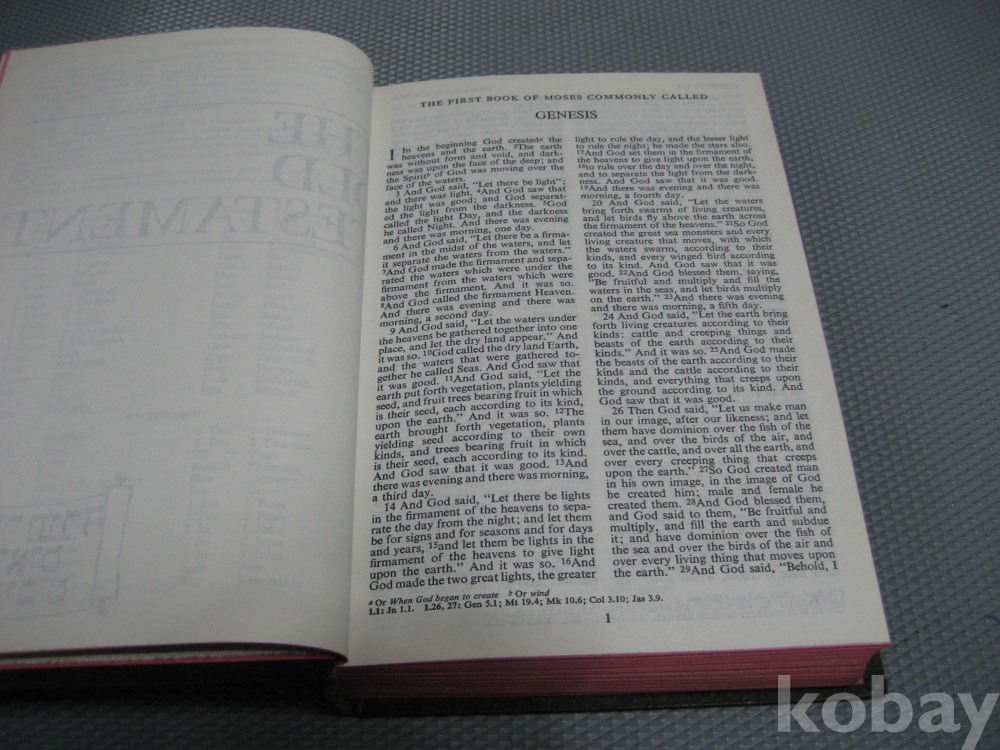 THE FIRST BOOK OF MOSES COMMONLY CALLED
GENESIS
1 In the beginning God createdᵃ the
heavens and the earth. ²The earth
was without form and void, and dark-
ness was upon the face of the deep; and
the Spiritᵇ of God was moving over the
face of the waters.
3 And God said, "Let there be light";
and there was light. ⁴And God saw that
the light was good; and God separat-
ed the light from the darkness. ⁵God
called the light Day, and the darkness
he called Night. And there was evening
and there was morning, one day.
6 And God said, "Let there be a firma-
ment in the midst of the waters, and let
it separate the waters from the waters."
⁷And God made the firmament and sepa-
rated the waters which were under the
firmament from the waters which were
above the firmament. And it was so.
⁸And God called the firmament Heaven.
And there was evening and there was
morning, a second day.
9 And God said, "Let the waters under
the heavens be gathered together into one
place, and let the dry land appear." And
it was so. ¹⁰God called the dry land Earth,
and the waters that were gathered to-
gether he called Seas. And God saw that
it was good. ¹¹And God said, "Let the
earth put forth vegetation, plants yielding
seed, and fruit trees bearing fruit in which
is their seed, each according to its kind,
upon the earth." And it was so. ¹²The
earth brought forth vegetation, plants
yielding seed according to their own
kinds, and trees bearing fruit in which
is their seed, each according to its kind.
And God saw that it was good. ¹³And
there was evening and there was morning,
a third day.
14 And God said, "Let there be lights
in the firmament of the heavens to sepa-
rate the day from the night; and let them
be for signs and for seasons and for days
and years, ¹⁵and let them be lights in the
firmament of the heavens to give light
upon the earth." And it was so. ¹⁶And
God made the two great lights, the greater
light to rule the day, and the lesser light
to rule the night; he made the stars also.
¹⁷And God set them in the firmament of
the heavens to give light upon the earth,
¹⁸to rule over the day and over the night,
and to separate the light from the dark-
ness. And God saw that it was good.
¹⁹And there was evening and there was
morning, a fourth day.
20 And God said, "Let the waters
bring forth swarms of living creatures,
and let birds fly above the earth across
the firmament of the heavens." ²¹So God
created the great sea monsters and every
living creature that moves, with which
the waters swarm, according to their
kinds, and every winged bird according
to its kind. And God saw that it was
good. ²²And God blessed them, saying,
"Be fruitful and multiply and fill the
waters in the seas, and let birds multiply
on the earth." ²³And there was evening
and there was morning, a fifth day.
24 And God said, "Let the earth bring
forth living creatures according to their
kinds: cattle and creeping things and
beasts of the earth according to their
kinds." And it was so. ²⁵And God made
the beasts of the earth according to their
kinds and the cattle according to their
kinds, and everything that creeps upon
the ground according to its kind. And
God saw that it was good.
26 Then God said, "Let us make man
in our image, after our likeness; and let
them have dominion over the fish of the
sea, and over the birds of the air, and
over the cattle, and over all the earth, and
over every creeping thing that creeps
upon the earth." ²⁷So God created man
in his own image, in the image of God
he created him; male and female he
created them. ²⁸And God blessed them,
and God said to them, "Be fruitful and
multiply, and fill the earth and subdue
it; and have dominion over the fish of
the sea and over the birds of the air and
over every living thing that moves upon
the earth." ²⁹And God said, "Behold, I
ᵃ Or When God began to create ᵇ Or wind
1.1: Jn 1.1. 1.26, 27: Gen 5.1; Mt 19.4; Mk 10.6; Col 3.10; Jas 3.9.
1
kobay